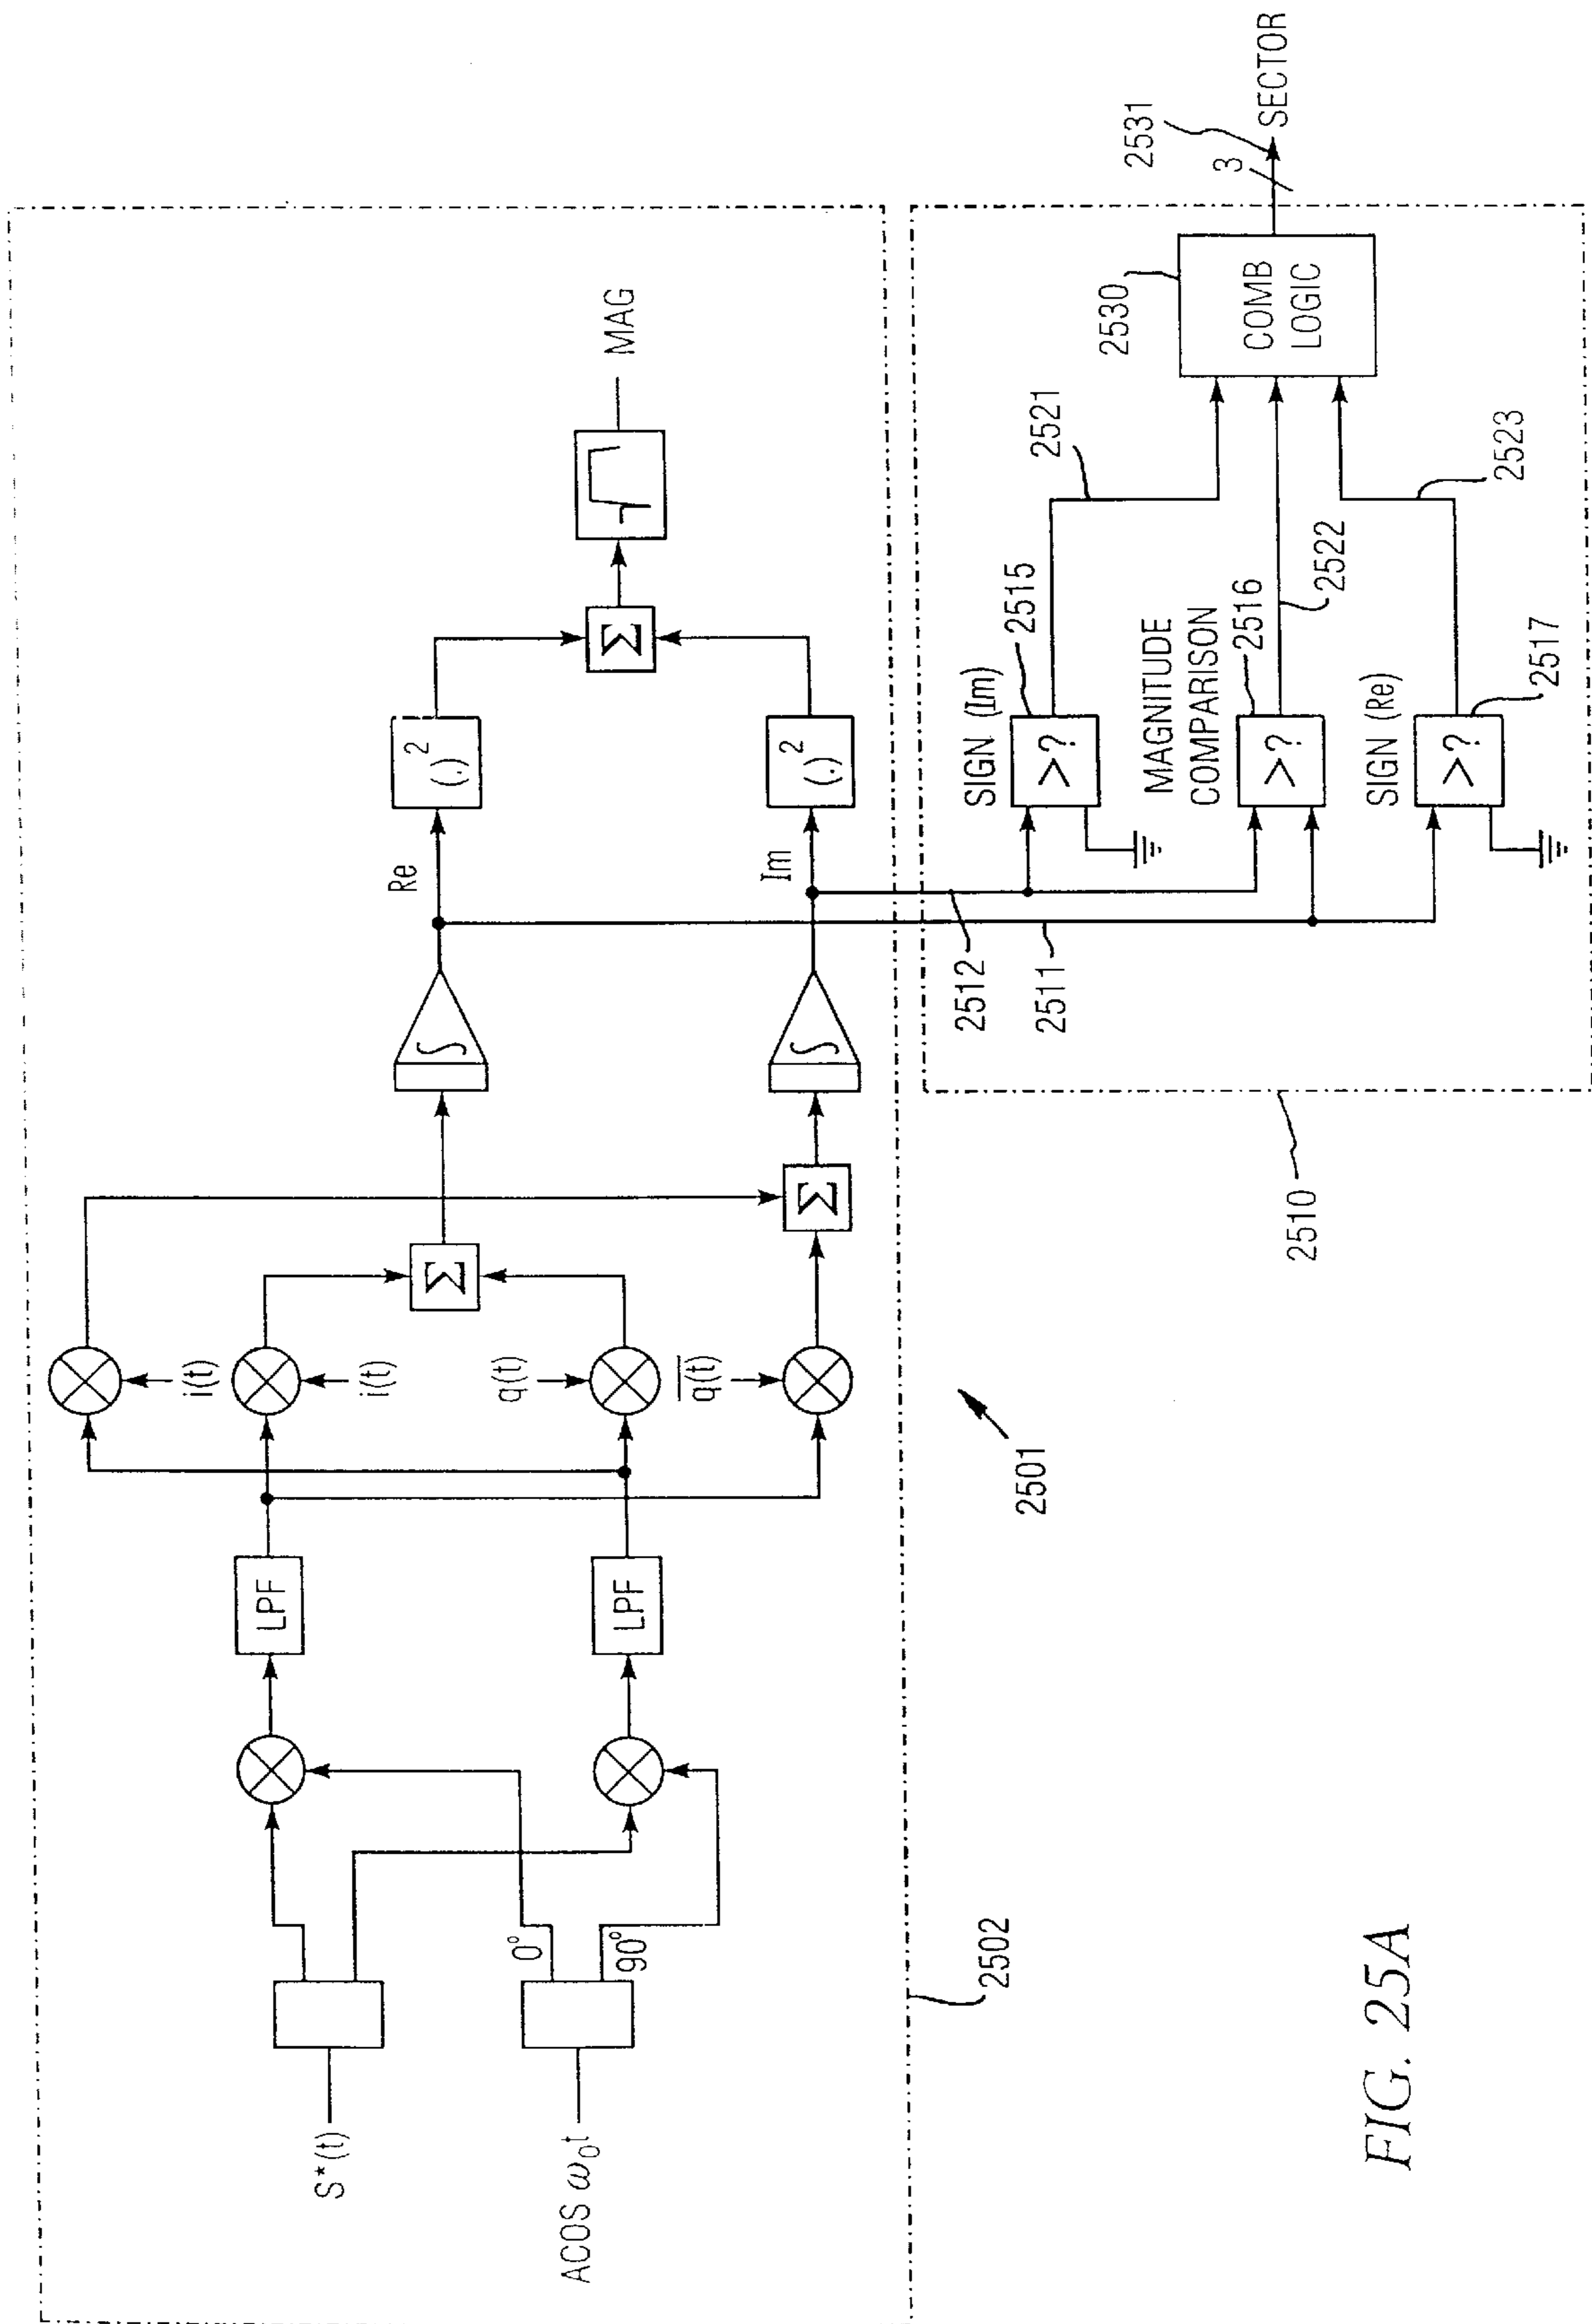 S*(t)
ACOS ω₀t
0°
90°
LPF
LPF
i(t)
i(t)
q(t)
q(t)
Σ
Σ
∫
∫
Re
Im
(.)²
(.)²
Σ
MAG
2502
2501
2510
2512
2511
SIGN (Im)
>?
2515
MAGNITUDE
COMPARISON
>?
2516
SIGN (Re)
>?
2517
2521
2522
2523
2530
COMB
LOGIC
3
2531
SECTOR
FIG. 25A